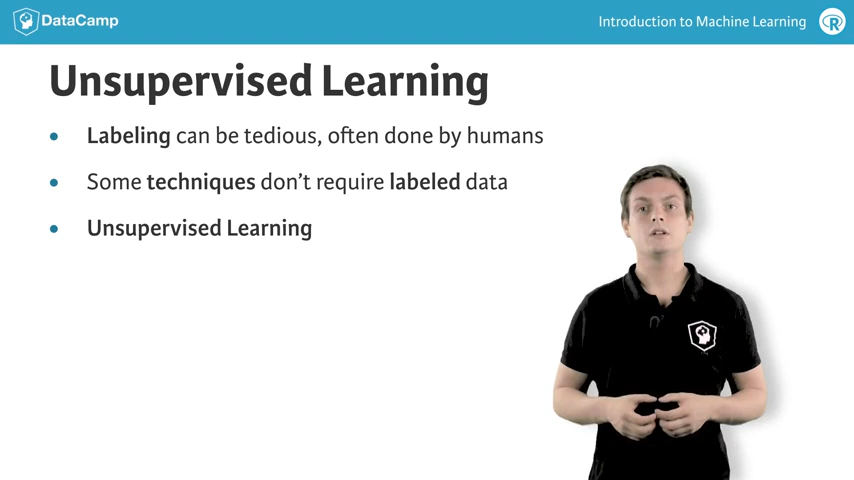 DataCamp
Introduction to Machine Learning
R
Unsupervised Learning
• Labeling can be tedious, often done by humans
• Some techniques don't require labeled data
• Unsupervised Learning